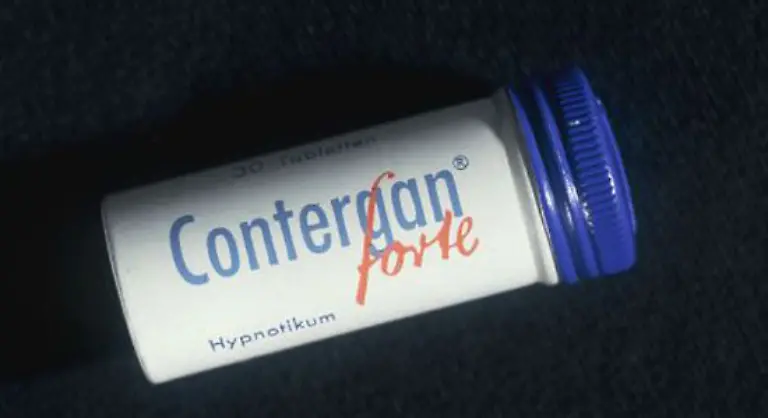 30 Tabletten
Contergan®
forte
Hypnotikum